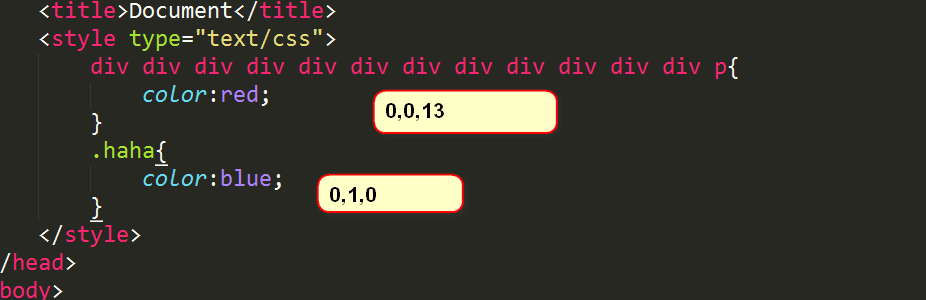 <title>Document</title>
<style type="text/css">
div div div div div div div div div div div div p{
color:red;
0,0,13
}
.haha{
color:blue;
0,1,0
}
</style>
/head>
body>